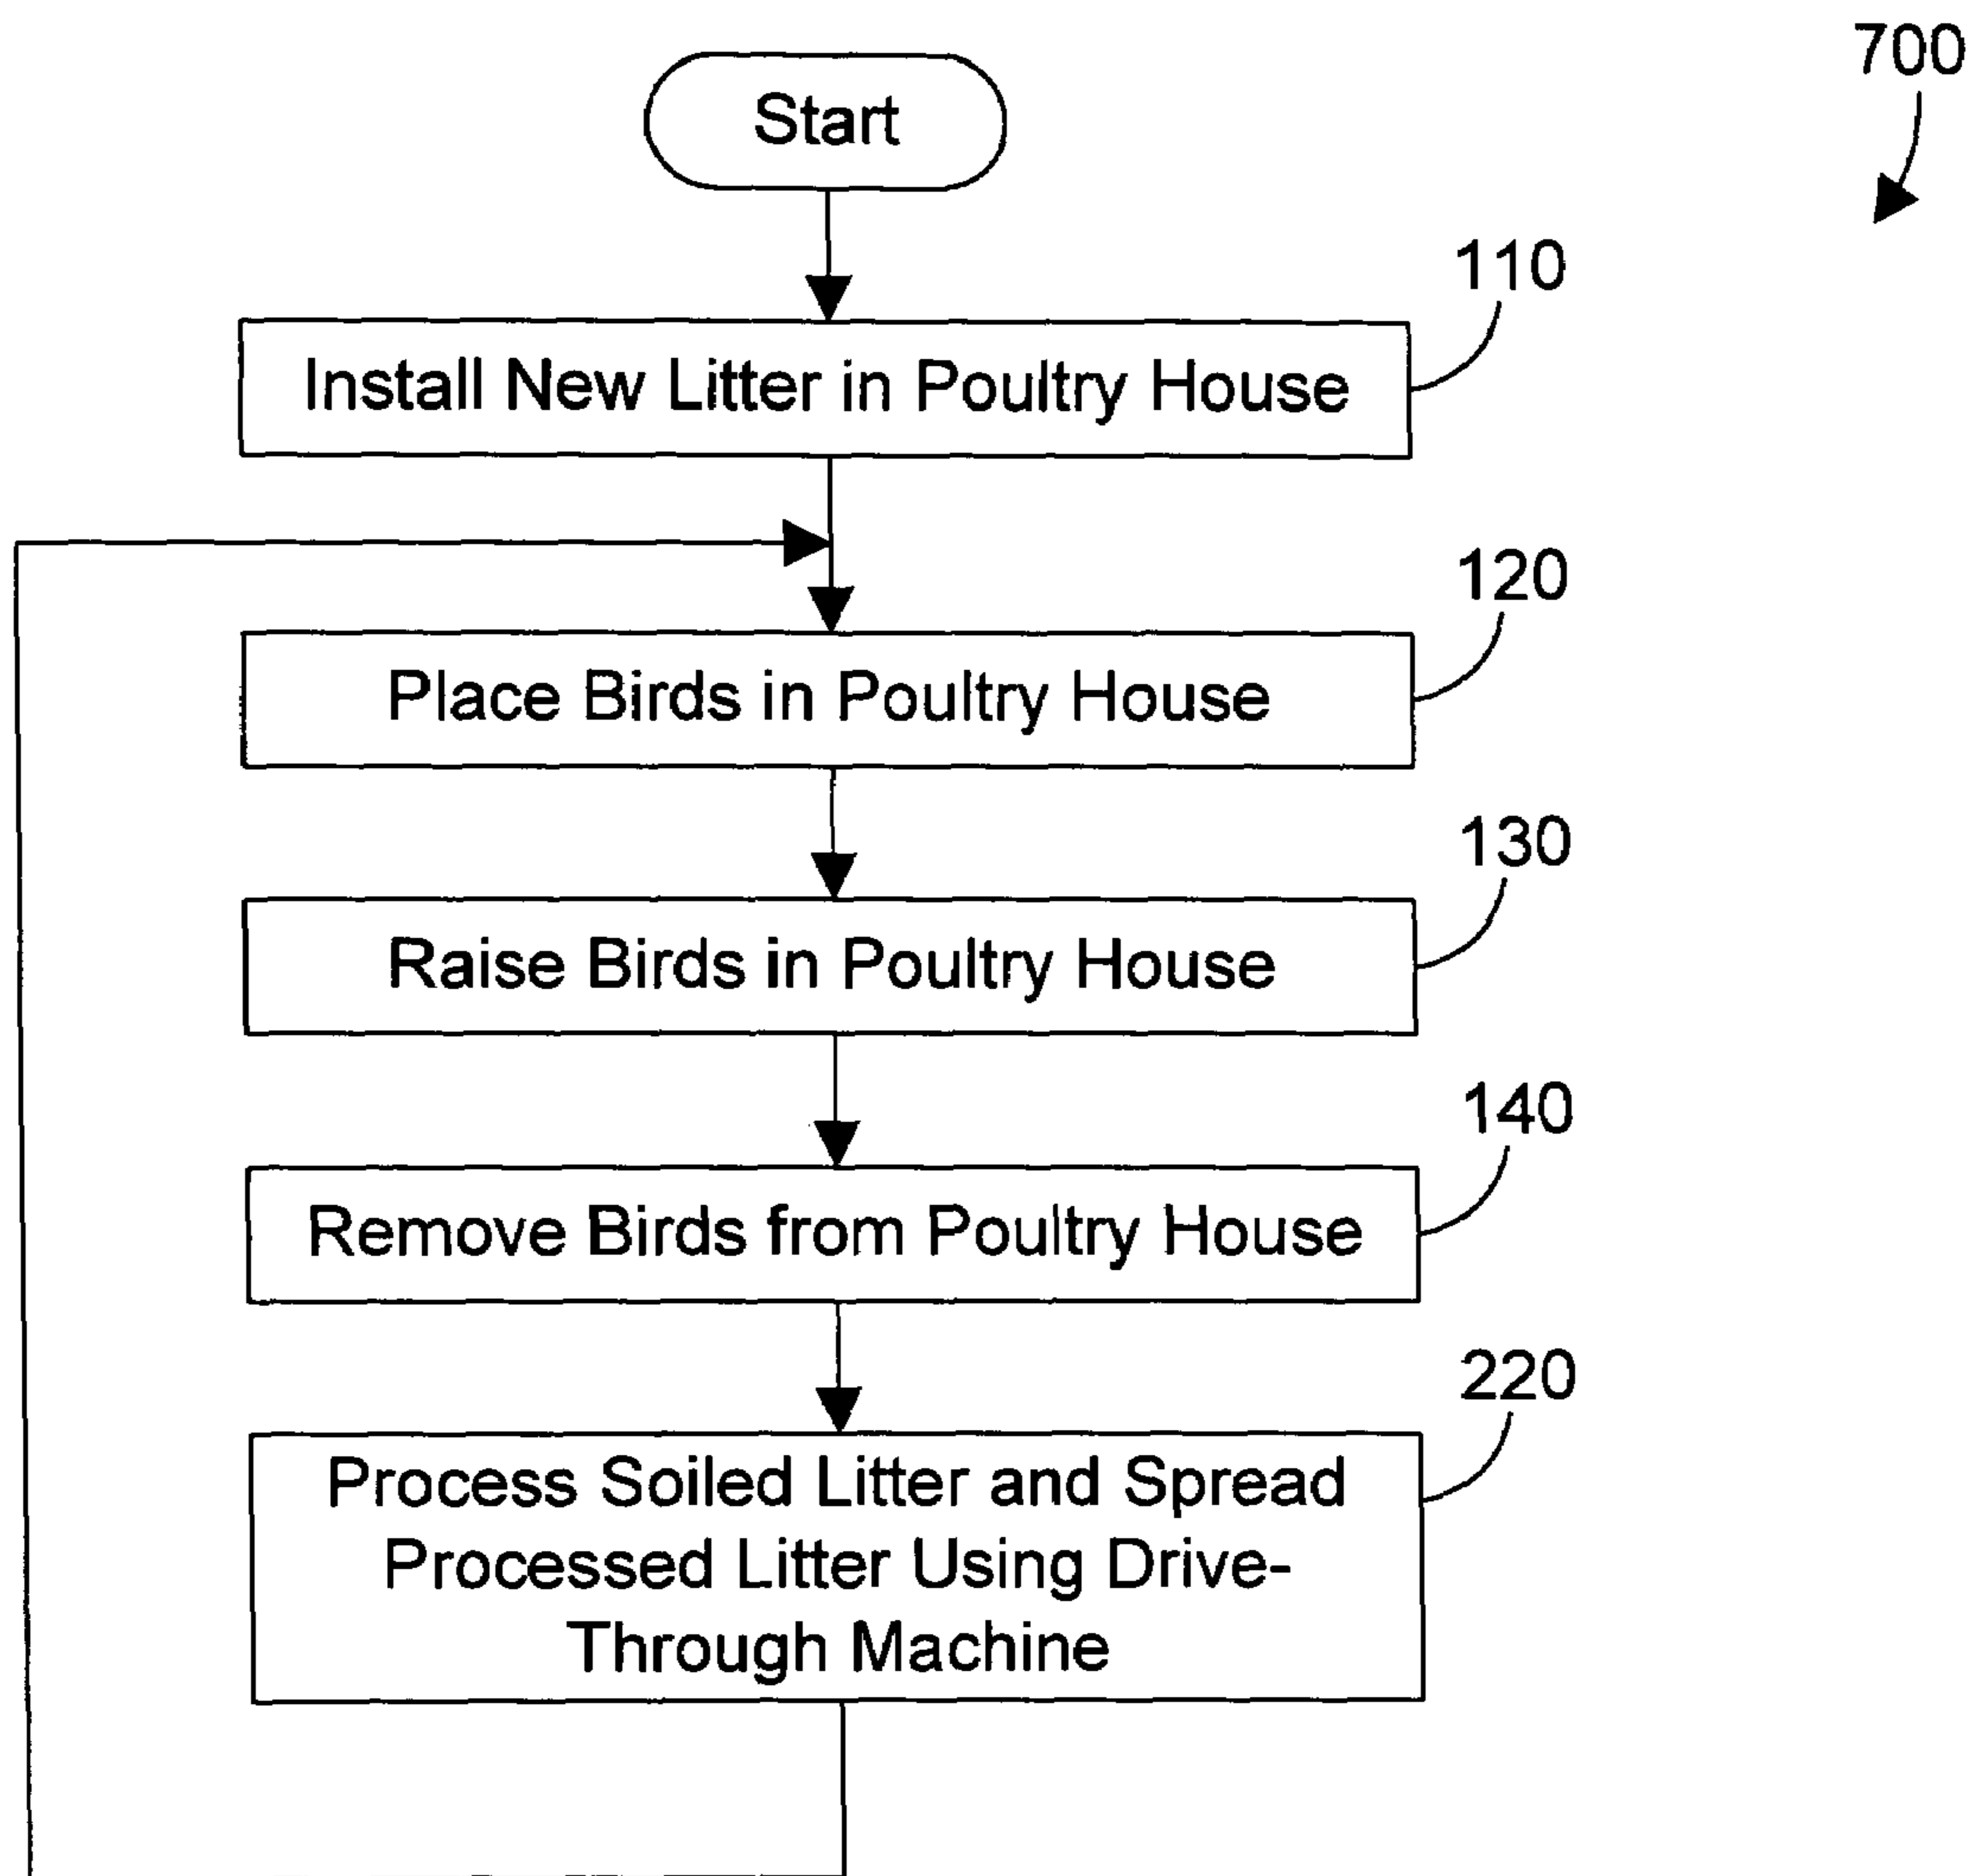 700
Start
110
Install New Litter in Poultry House
120
Place Birds in Poultry House
130
Raise Birds in Poultry House
140
Remove Birds from Poultry House
220
Process Soiled Litter and Spread
Processed Litter Using Drive-
Through Machine